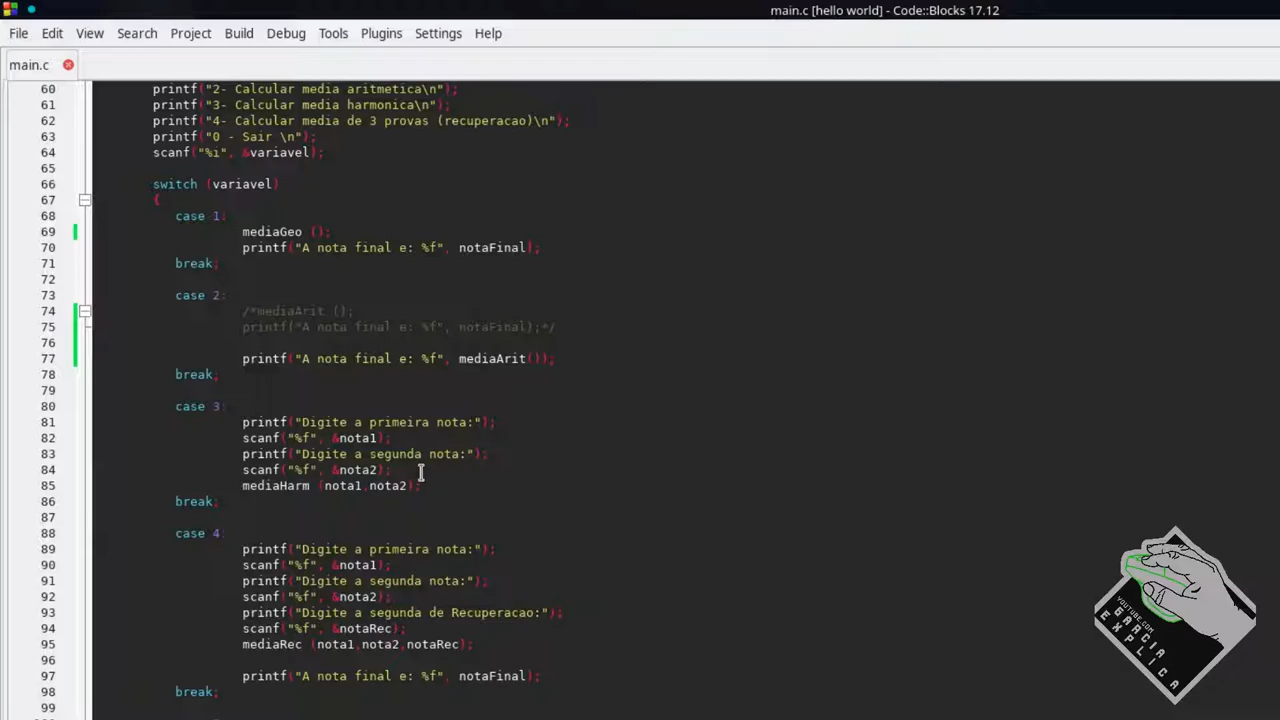 main.c [hello world] - Code::Blocks 17.12
File Edit View Search Project Build Debug Tools Plugins Settings Help
main.c
60 printf("2- Calcular media aritmetica\n");
61 printf("3- Calcular media harmonica\n");
62 printf("4- Calcular media de 3 provas (recuperacao)\n");
63 printf("0 - Sair \n");
64 scanf("%i", &variavel);
65
66 switch (variavel)
67 {
68 case 1:
69 mediaGeo ();
70 printf("A nota final e: %f", notaFinal);
71 break;
72
73 case 2:
74 /*mediaArit ();
75 printf("A nota final e: %f", notaFinal);*/
76
77 printf("A nota final e: %f", mediaArit());
78 break;
79
80 case 3:
81 printf("Digite a primeira nota:");
82 scanf("%f", &nota1);
83 printf("Digite a segunda nota:");
84 scanf("%f", &nota2);
85 mediaHarm (nota1,nota2);
86 break;
87
88 case 4:
89 printf("Digite a primeira nota:");
90 scanf("%f", &nota1);
91 printf("Digite a segunda nota:");
92 scanf("%f", &nota2);
93 printf("Digite a segunda de Recuperacao:");
94 scanf("%f", &notaRec);
95 mediaRec (nota1,nota2,notaRec);
96
97 printf("A nota final e: %f", notaFinal);
98 break;
99
YOUTUBE.COM
GARCIA
EXPLICA